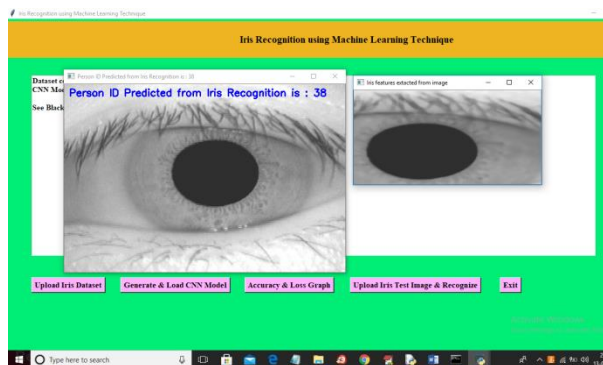 Iris Recognition using Machine Learning Technique
Iris Recognition using Machine Learning Technique
Dataset
CNN
See Black
Person ID Predicted from Iris Recognition is : 38
Person ID Predicted from Iris Recognition is : 38
Iris features extacted from image
Upload Iris Dataset
Generate & Load CNN Model
Accuracy & Loss Graph
Upload Iris Test Image & Recognize
Exit
Type here to search